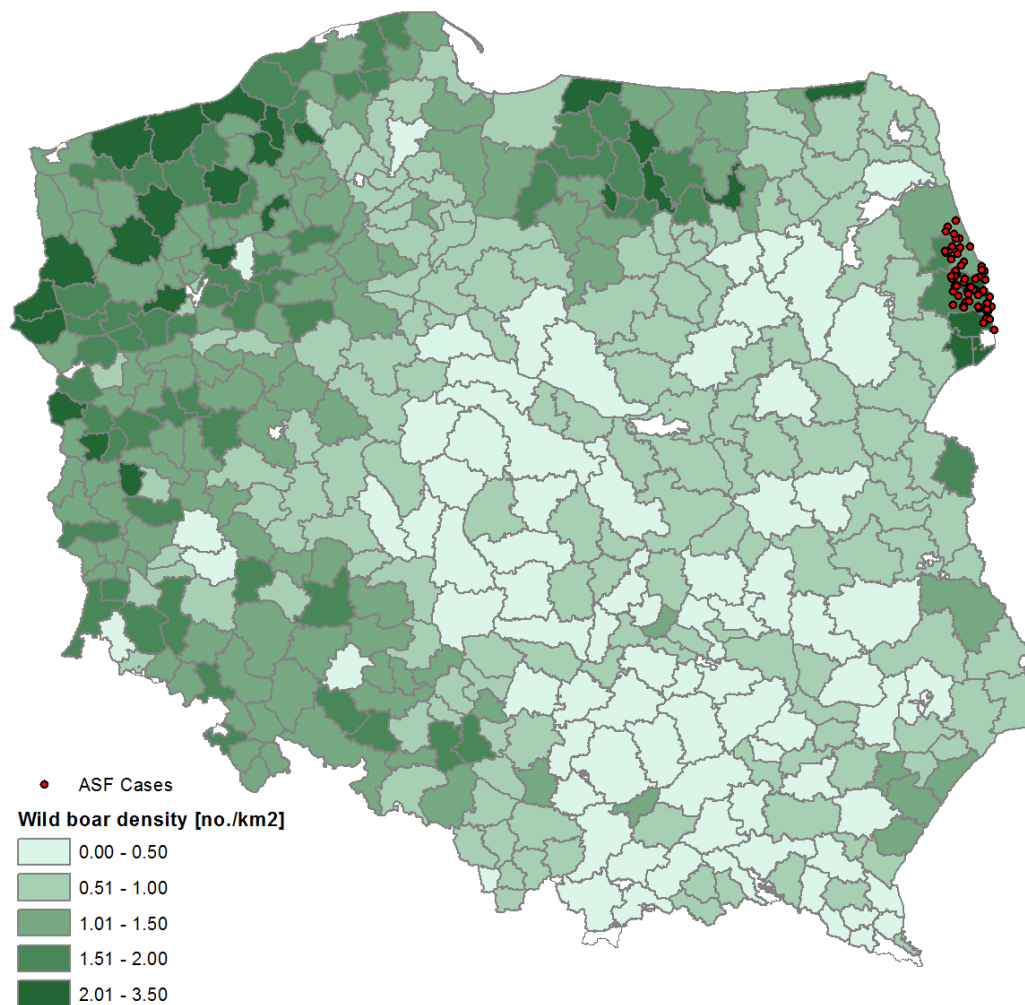 ASF Cases
Wild boar density [no./km2]
0.00 - 0.50
0.51 - 1.00
1.01 - 1.50
1.51 - 2.00
2.01 - 3.50